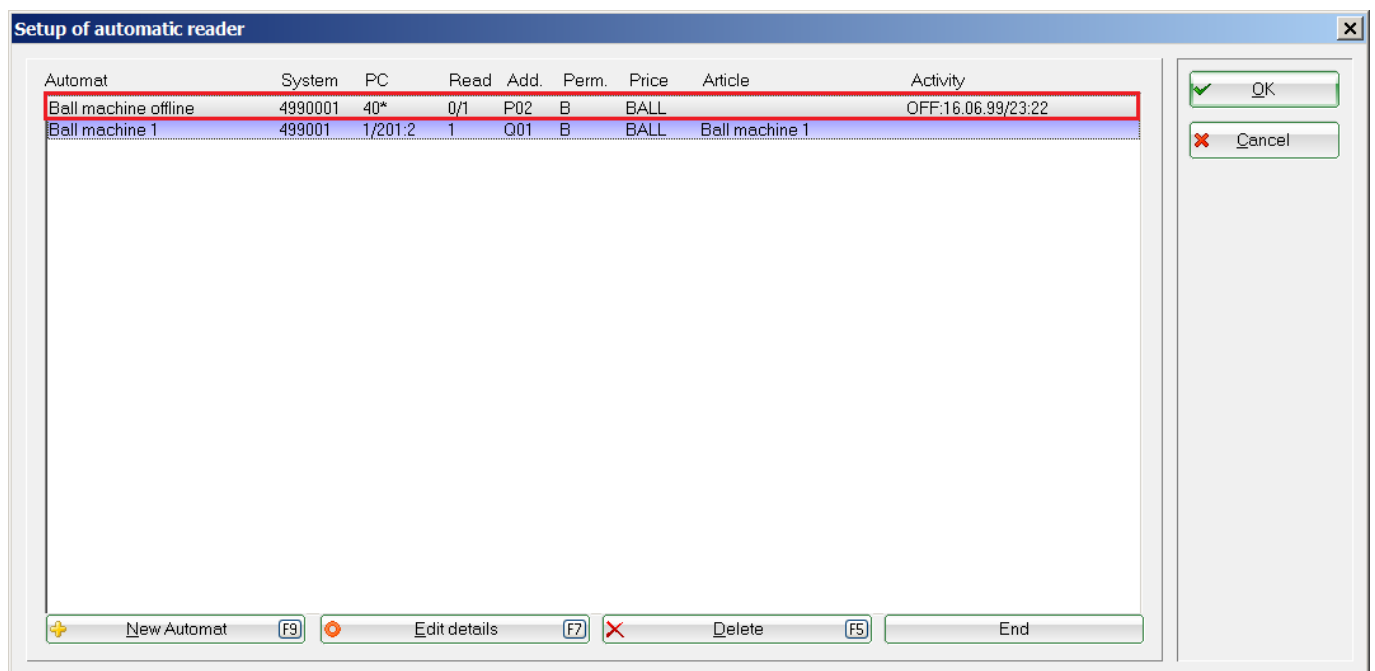 Setup of automatic reader
Automat System PC Read Add. Perm. Price Article Activity
Ball machine offline 4990001 40* 0/1 P02 B BALL OFF:16.06.99/23:22
Ball machine 1 499001 1/201:2 1 Q01 B BALL Ball machine 1
OK
Cancel
New Automat F9 Edit details F7 Delete F5 End